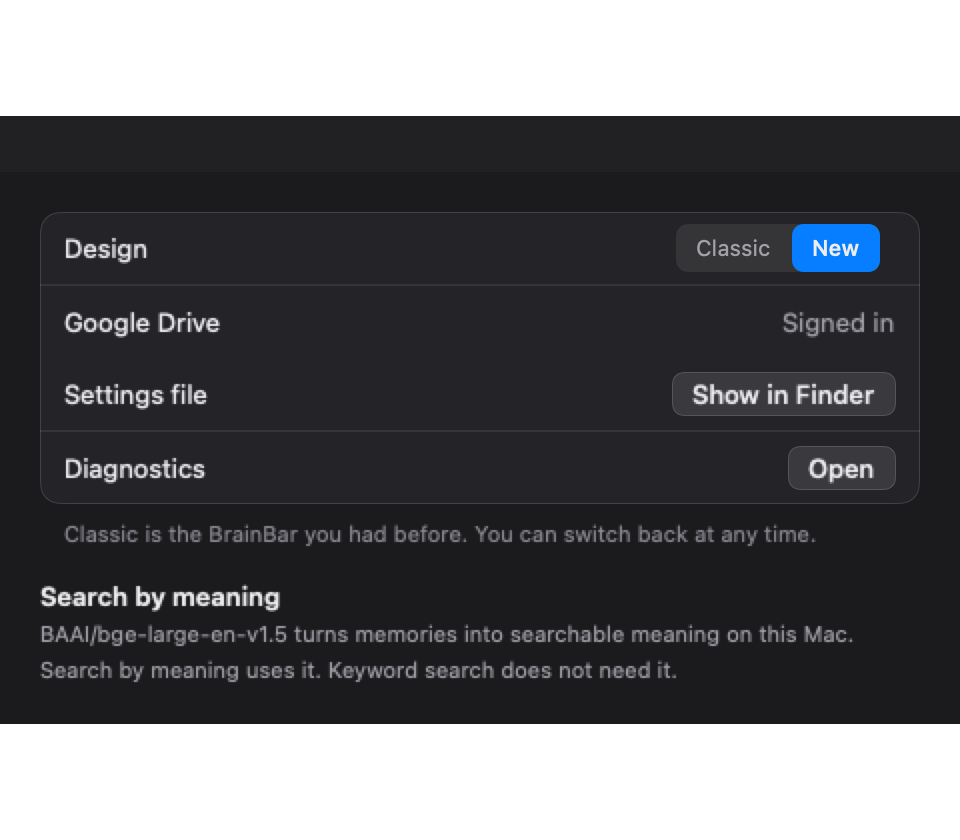 Design
Classic
New
Google Drive
Signed in
Settings file
Show in Finder
Diagnostics
Open
Classic is the BrainBar you had before. You can switch back at any time.
Search by meaning
BAAI/bge-large-en-v1.5 turns memories into searchable meaning on this Mac.
Search by meaning uses it. Keyword search does not need it.